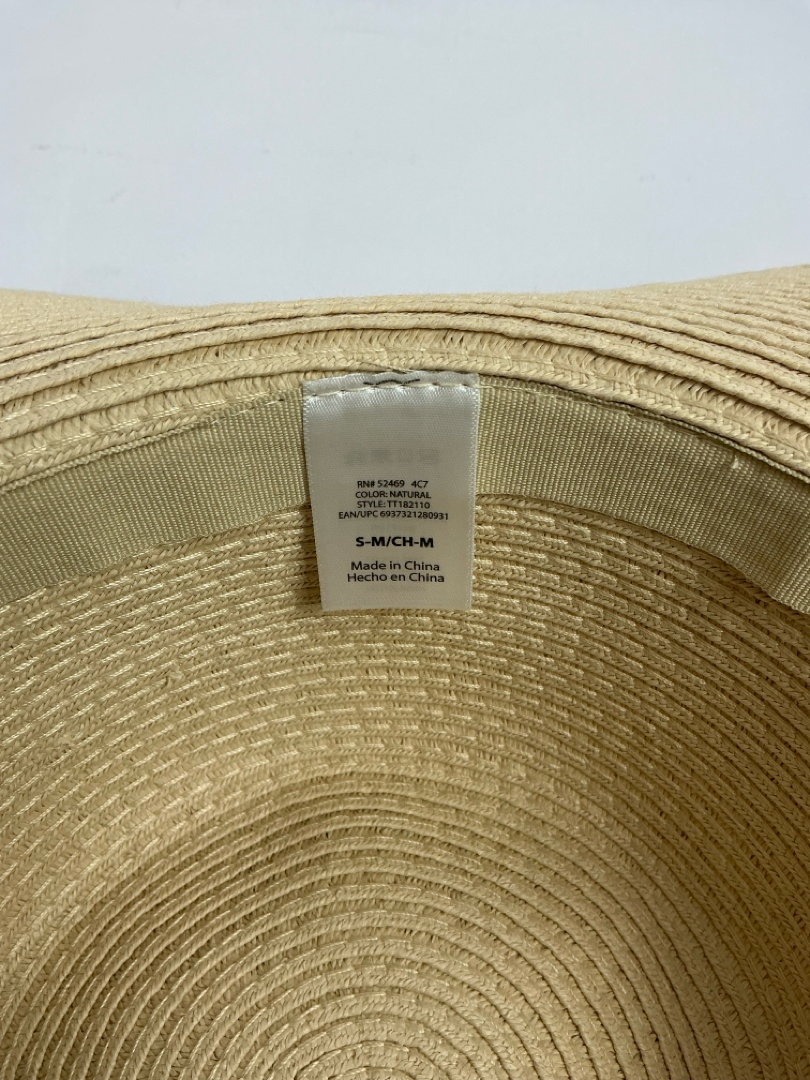 RN# 52469 4C7
COLOR: NATURAL
STYLE: TT182110
EAN/UPC 6937321280931
S-M/CH-M
Made in China
Hecho en China